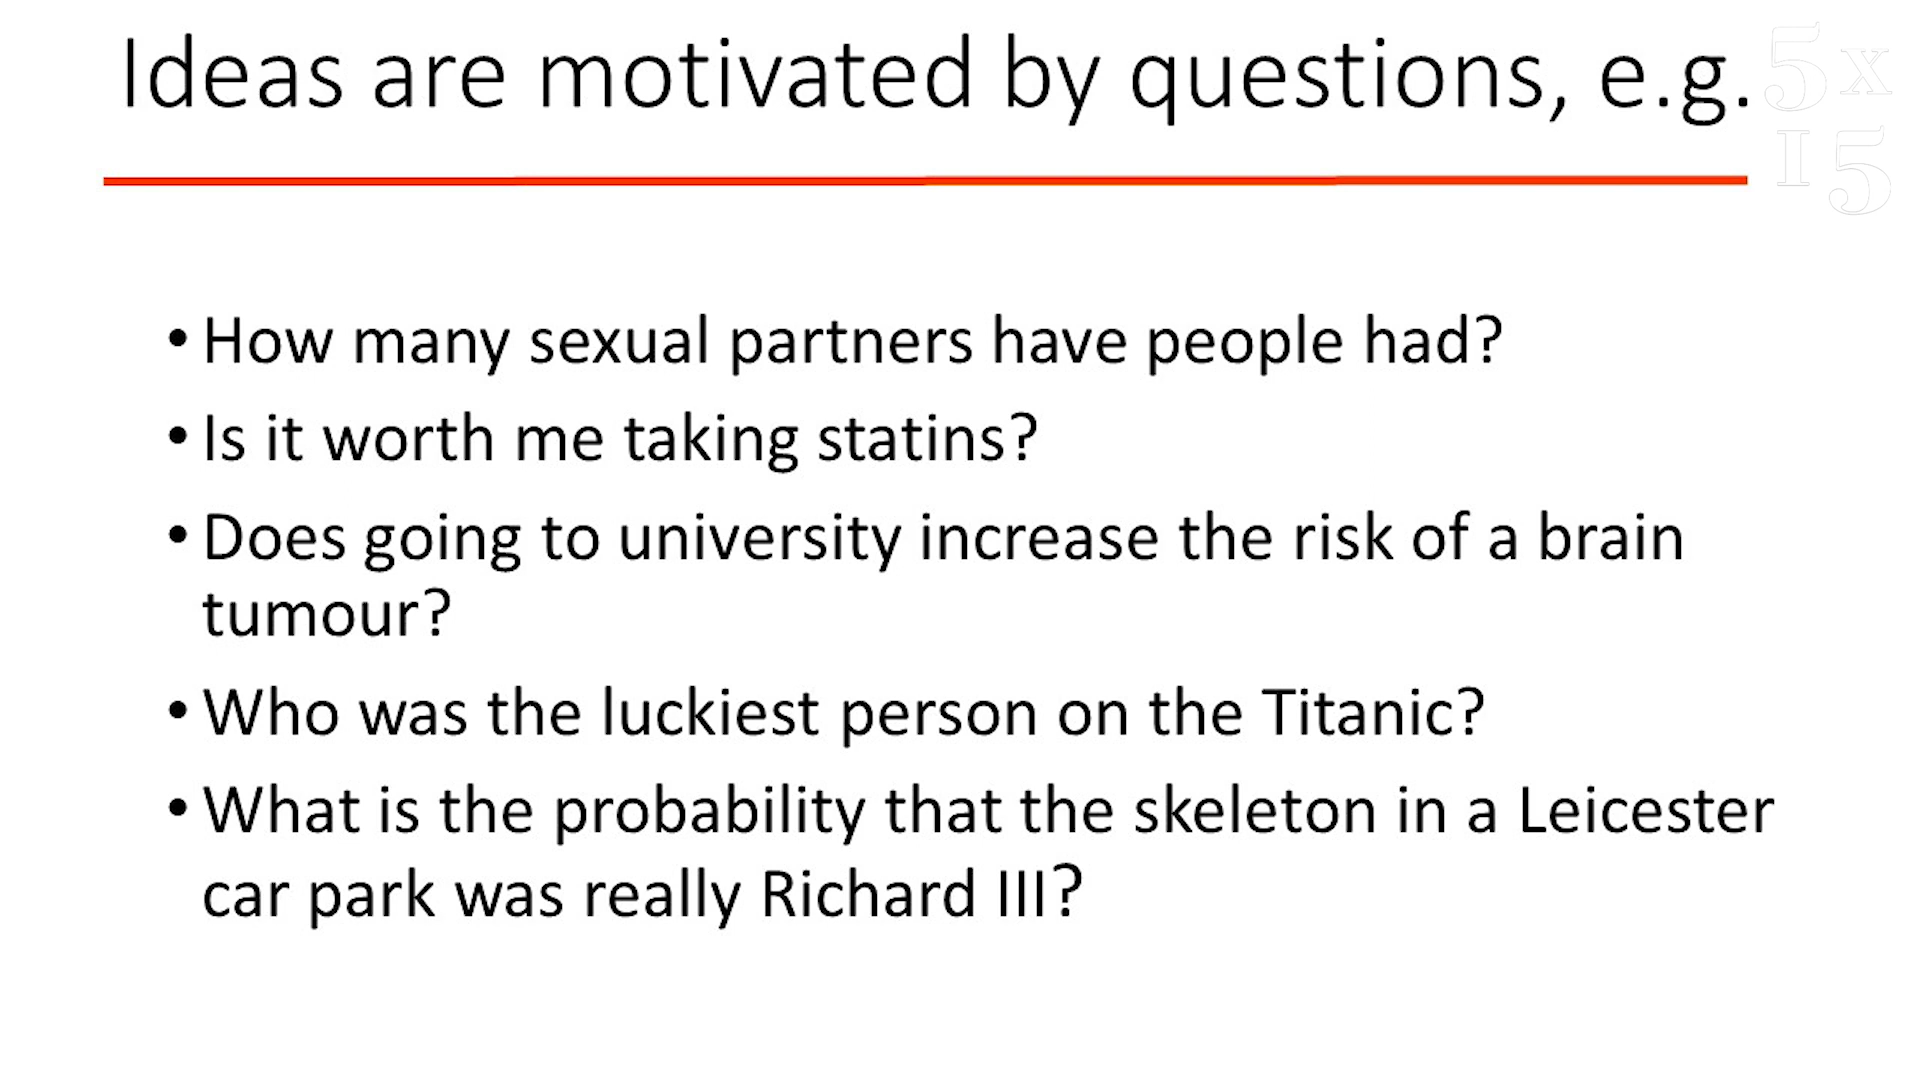 Ideas are motivated by questions, e.g.
5 x
15
• How many sexual partners have people had?
• Is it worth me taking statins?
• Does going to university increase the risk of a brain
tumour?
• Who was the luckiest person on the Titanic?
• What is the probability that the skeleton in a Leicester
car park was really Richard III?